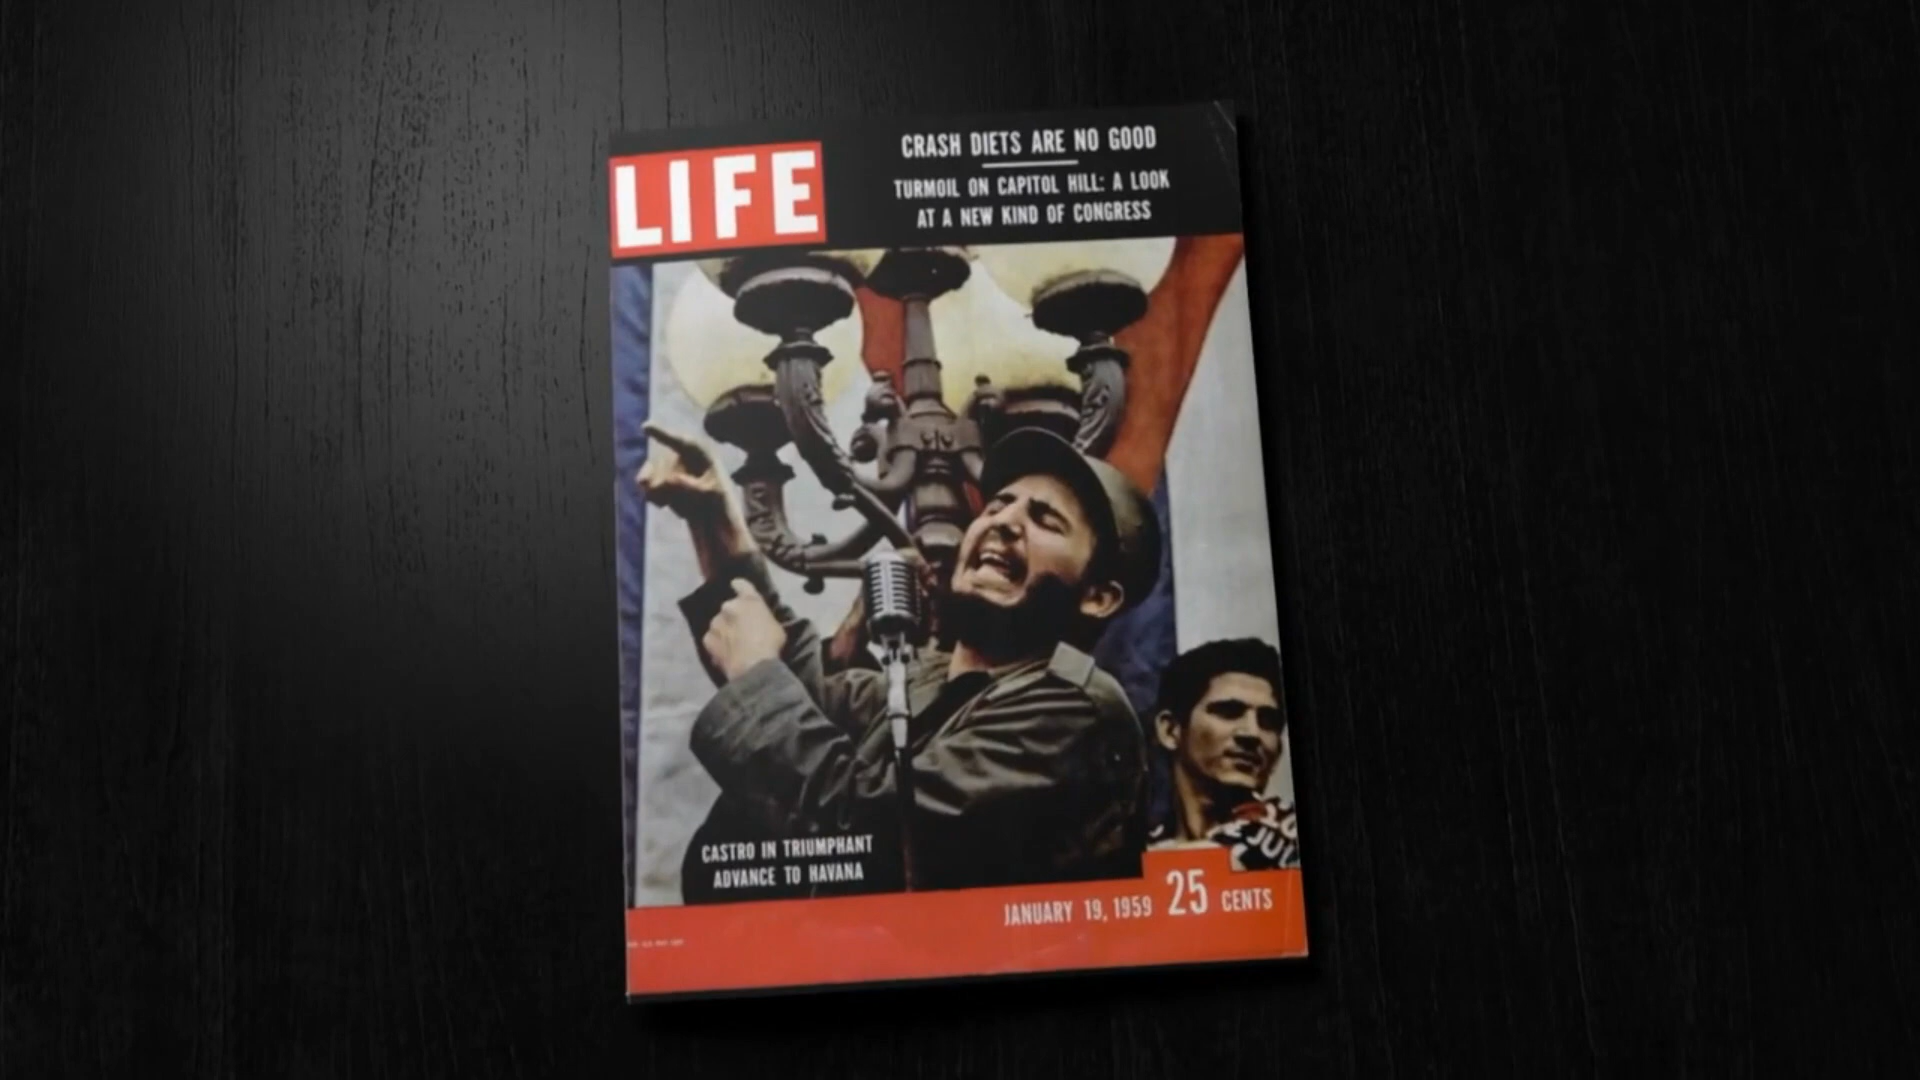 LIFE
CRASH DIETS ARE NO GOOD
TURMOIL ON CAPITOL HILL: A LOOK
AT A NEW KIND OF CONGRESS
JUL
CASTRO IN TRIUMPHANT
ADVANCE TO HAVANA
JANUARY 19, 1959 25 CENTS